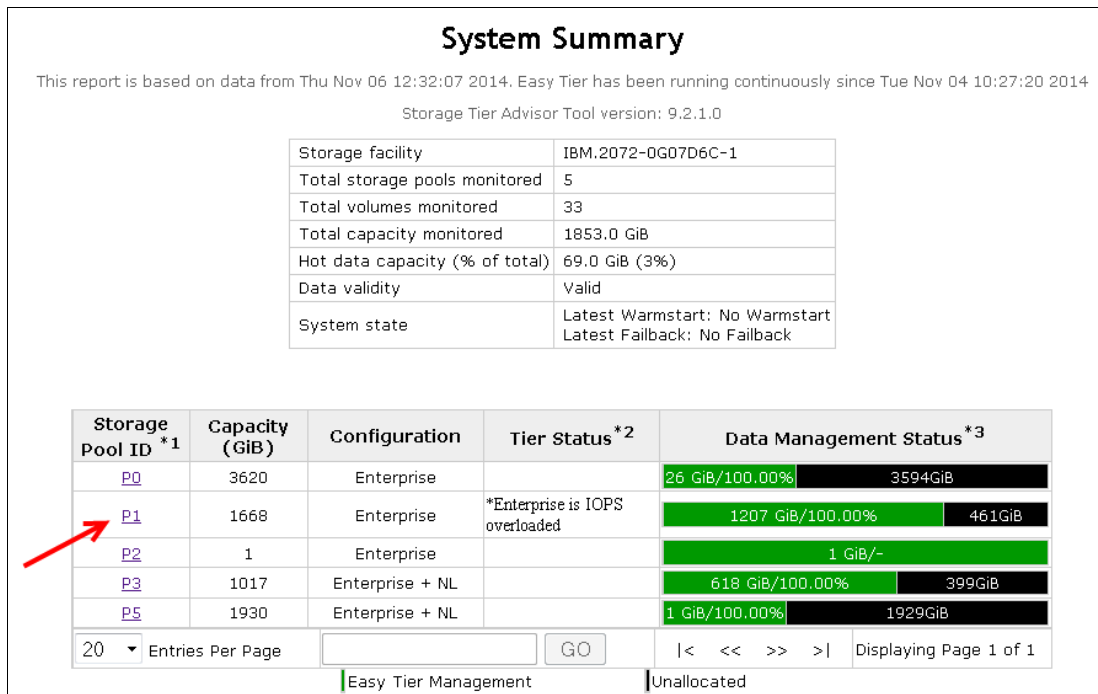 System Summary
This report is based on data from Thu Nov 06 12:32:07 2014. Easy Tier has been running continuously since Tue Nov 04 10:27:20 2014
Storage Tier Advisor Tool version: 9.2.1.0
Storage facility IBM.2072-0G07D6C-1
Total storage pools monitored 5
Total volumes monitored 33
Total capacity monitored 1853.0 GiB
Hot data capacity (% of total) 69.0 GiB (3%)
Data validity Valid
System state Latest Warmstart: No Warmstart
Latest Failback: No Failback
Storage Pool ID *1 Capacity (GiB) Configuration Tier Status*2 Data Management Status*3
P0 3620 Enterprise 26 GiB/100.00% 3594GiB
P1 1668 Enterprise *Enterprise is IOPS overloaded 1207 GiB/100.00% 461GiB
P2 1 Enterprise 1 GiB/-
P3 1017 Enterprise + NL 618 GiB/100.00% 399GiB
P5 1930 Enterprise + NL 1 GiB/100.00% 1929GiB
20 Entries Per Page GO |< << >> >| Displaying Page 1 of 1
Easy Tier Management Unallocated